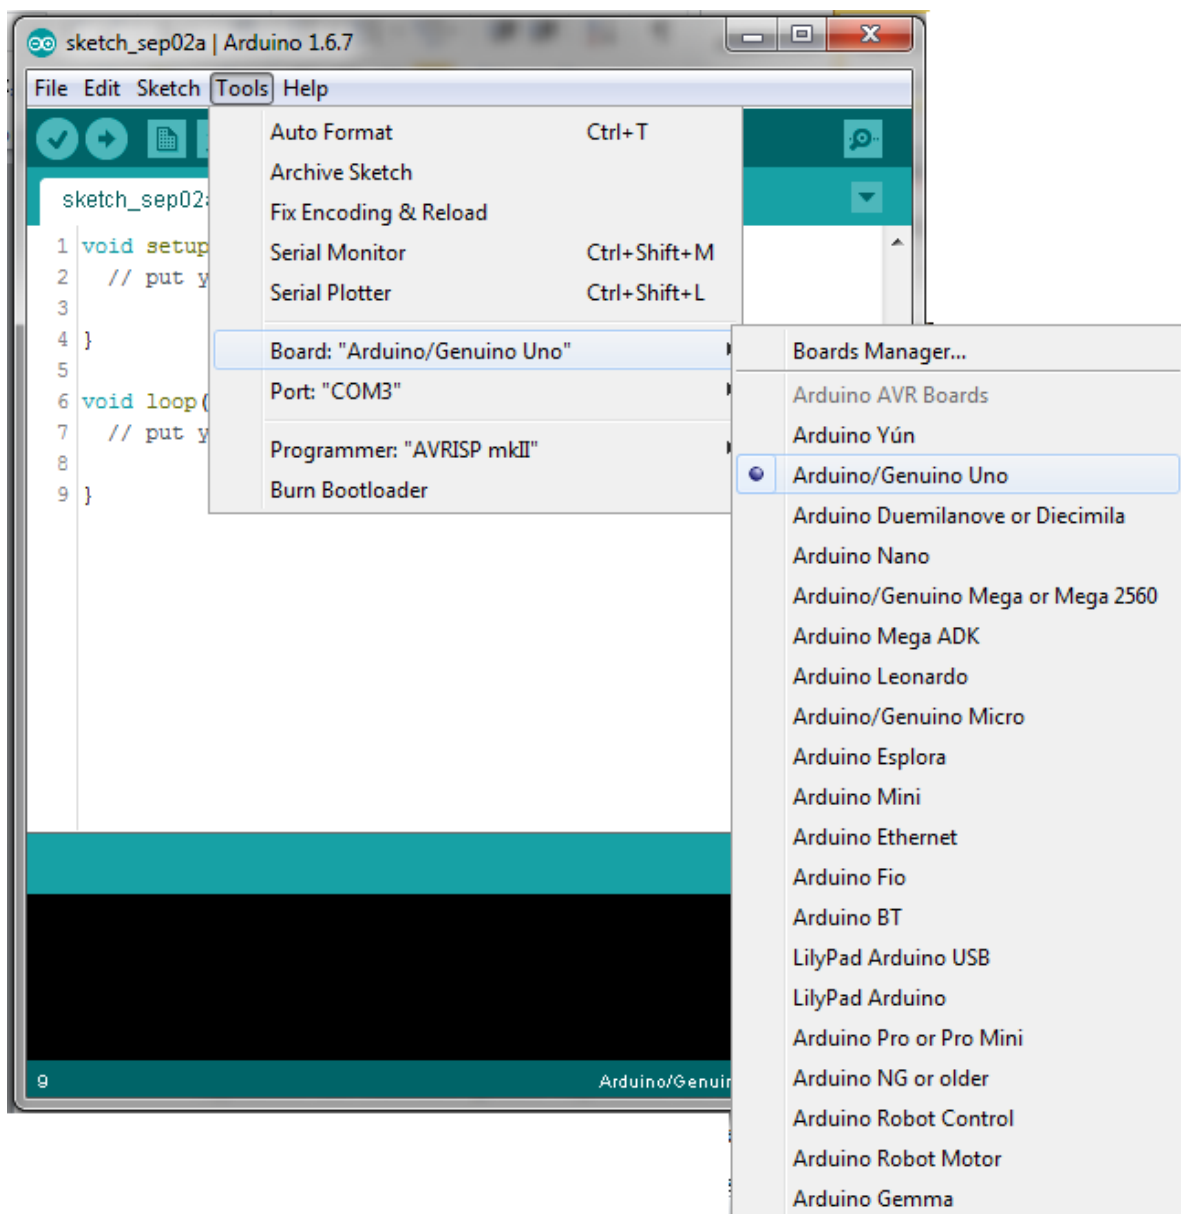 sketch_sep02a | Arduino 1.6.7
File Edit Sketch Tools Help
Auto Format Ctrl+T
Archive Sketch
Fix Encoding & Reload
Serial Monitor Ctrl+Shift+M
Serial Plotter Ctrl+Shift+L
Board: "Arduino/Genuino Uno"
Port: "COM3"
Programmer: "AVRISP mkII"
Burn Bootloader
sketch_sep02a
1 void setup
2 // put y
3
4 }
5
6 void loop(
7 // put y
8
9 }
Boards Manager...
Arduino AVR Boards
Arduino Yún
Arduino/Genuino Uno
Arduino Duemilanove or Diecimila
Arduino Nano
Arduino/Genuino Mega or Mega 2560
Arduino Mega ADK
Arduino Leonardo
Arduino/Genuino Micro
Arduino Esplora
Arduino Mini
Arduino Ethernet
Arduino Fio
Arduino BT
LilyPad Arduino USB
LilyPad Arduino
Arduino Pro or Pro Mini
Arduino NG or older
Arduino Robot Control
Arduino Robot Motor
Arduino Gemma
9 Arduino/Genuin